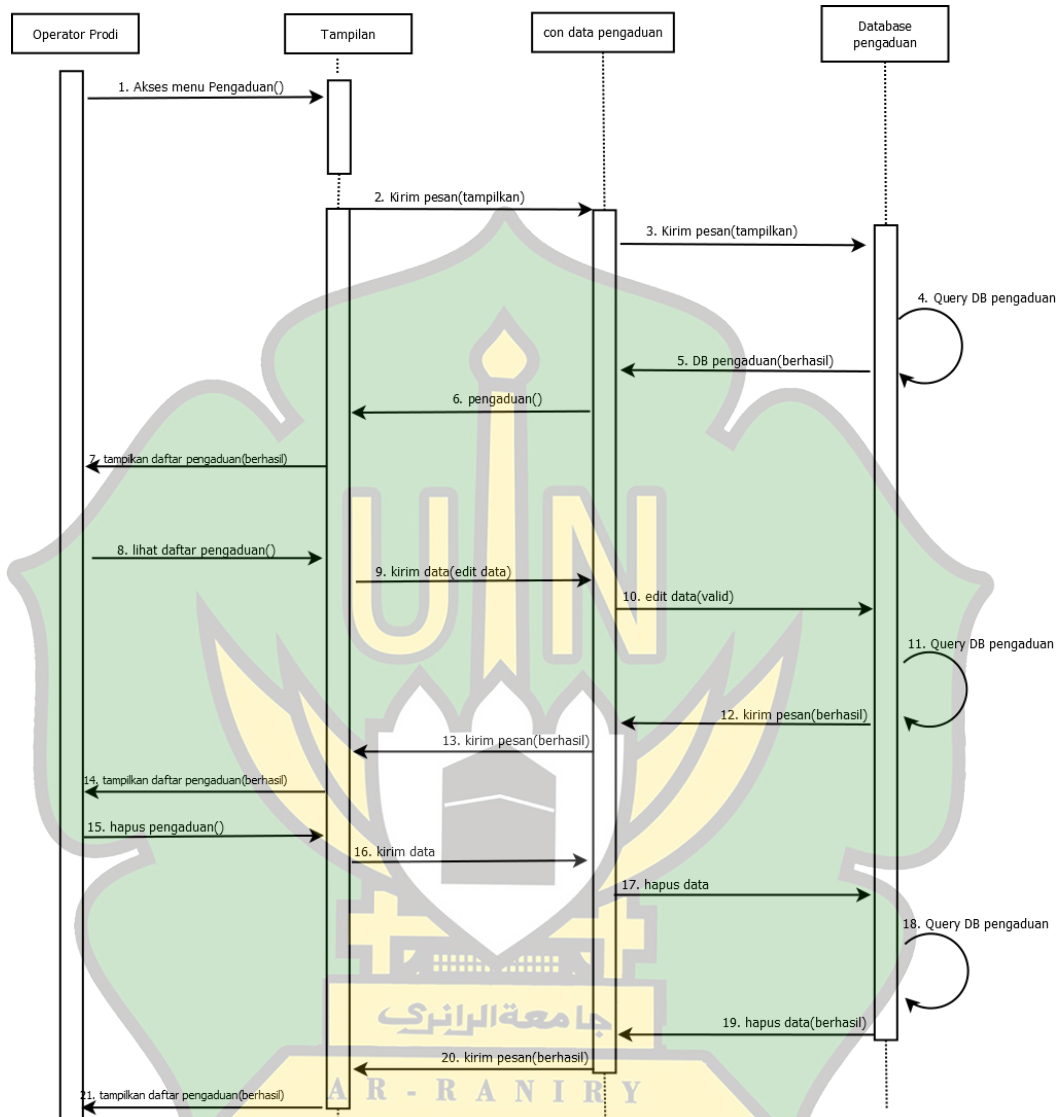 Operator Prodi
Tampilan
con data pengaduan
Database
pengaduan
1. Akses menu Pengaduan()
2. Kirim pesan(tampilkan)
3. Kirim pesan(tampilkan)
4. Query DB pengaduan
5. DB pengaduan(berhasil)
6. pengaduan()
7. tampilkan daftar pengaduan(berhasil)
UIN
8. lihat daftar pengaduan()
9. kirim data(edit data)
10. edit data(valid)
11. Query DB pengaduan
12. kirim pesan(berhasil)
13. kirim pesan(berhasil)
14. tampilkan daftar pengaduan(berhasil)
15. hapus pengaduan()
16. kirim data
17. hapus data
18. Query DB pengaduan
جامعة الرانري
19. hapus data(berhasil)
20. kirim pesan(berhasil)
AR-RANIRY
21. tampilkan daftar pengaduan(berhasil)